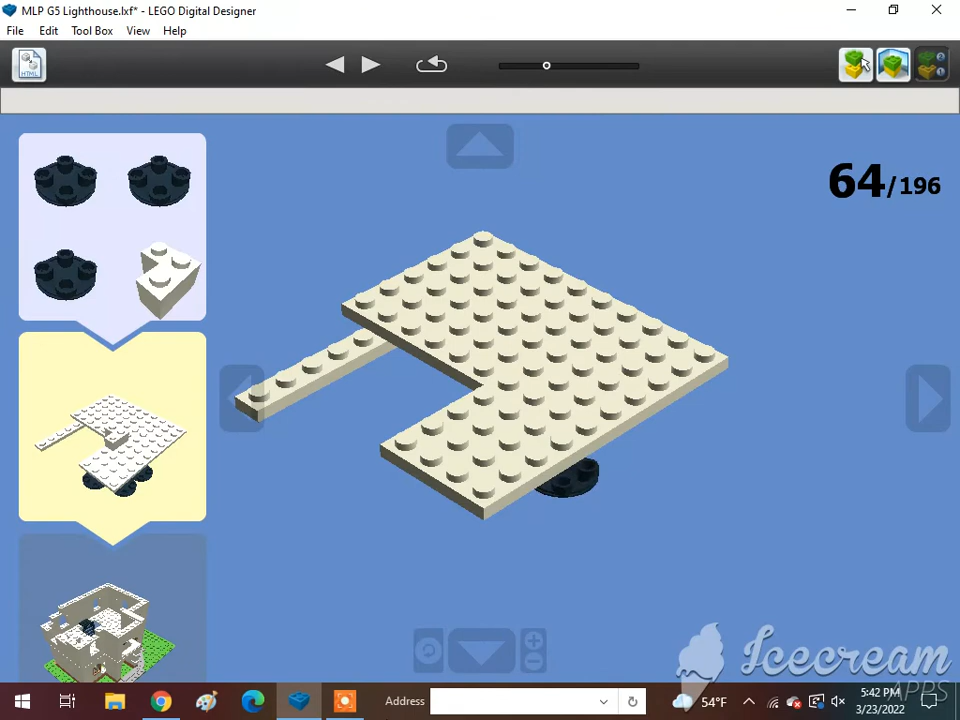 MLP G5 Lighthouse.lxf* - LEGO Digital Designer
File Edit Tool Box View Help
HTML
64/196
Icecream
APPS
Address
54°F
5:42 PM
3/23/2022